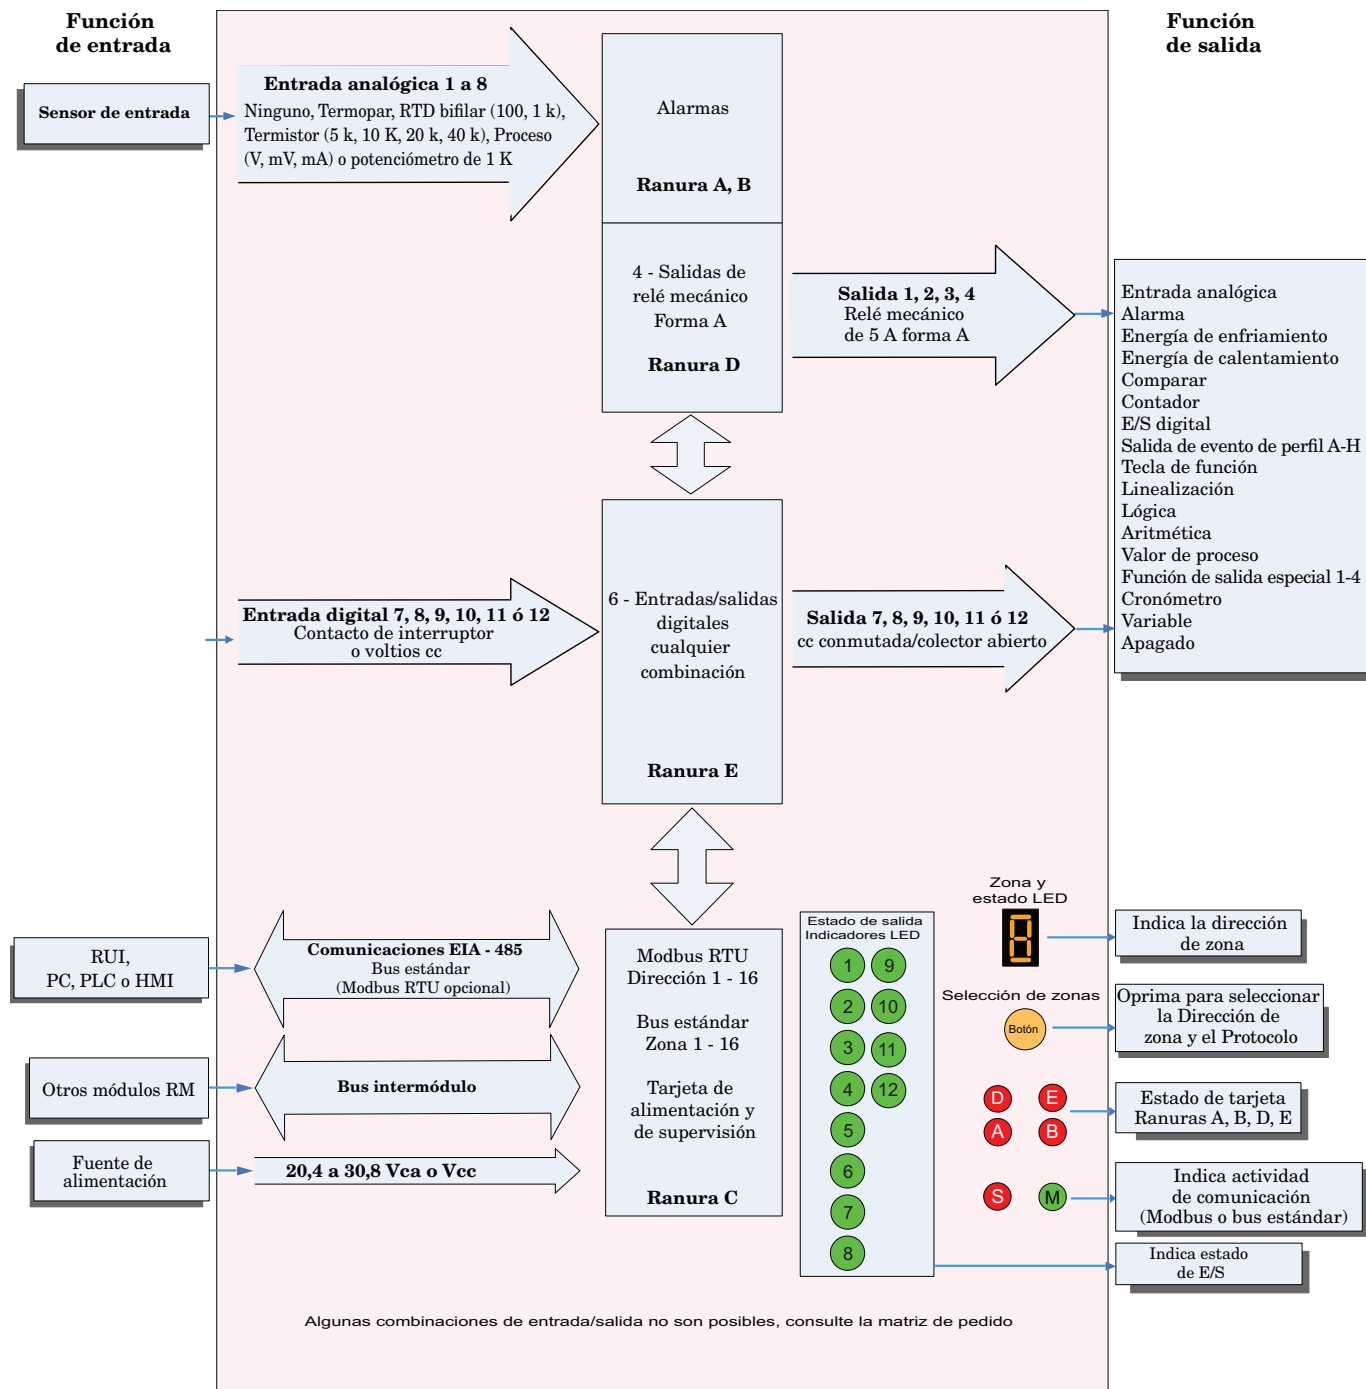 Función
de entrada
Función
de salida
Sensor de entrada
Entrada analógica 1 a 8
Ninguno, Termopar, RTD bifilar (100, 1 k),
Termistor (5 k, 10 K, 20 k, 40 k), Proceso
(V, mV, mA) o potenciómetro de 1 K
Alarmas
Ranura A, B
4 - Salidas de
relé mecánico
Forma A
Ranura D
Salida 1, 2, 3, 4
Relé mecánico
de 5 A forma A
Entrada analógica
Alarma
Energía de enfriamiento
Energía de calentamiento
Comparar
Contador
E/S digital
Salida de evento de perfil A-H
Tecla de función
Linealización
Lógica
Aritmética
Valor de proceso
Función de salida especial 1-4
Cronómetro
Variable
Apagado
Entrada digital 7, 8, 9, 10, 11 ó 12
Contacto de interruptor
o voltios cc
6 - Entradas/salidas
digitales
cualquier
combinación
Ranura E
Salida 7, 8, 9, 10, 11 ó 12
cc conmutada/colector abierto
RUI,
PC, PLC o HMI
Comunicaciones EIA - 485
Bus estándar
(Modbus RTU opcional)
Otros módulos RM
Bus intermódulo
Fuente de
alimentación
20,4 a 30,8 Vca o Vcc
Modbus RTU
Dirección 1 - 16
Bus estándar
Zona 1 - 16
Tarjeta de
alimentación y
de supervisión
Ranura C
Estado de salida
Indicadores LED
1
9
2
10
3
11
4
12
5
6
7
8
Zona y
estado LED
8
Indica la dirección
de zona
Selección de zonas
Botón
Oprima para seleccionar
la Dirección de
zona y el Protocolo
D
E
A
B
Estado de tarjeta
Ranuras A, B, D, E
S
M
Indica actividad
de comunicación
(Modbus o bus estándar)
Indica estado
de E/S
Algunas combinaciones de entrada/salida no son posibles, consulte la matriz de pedido